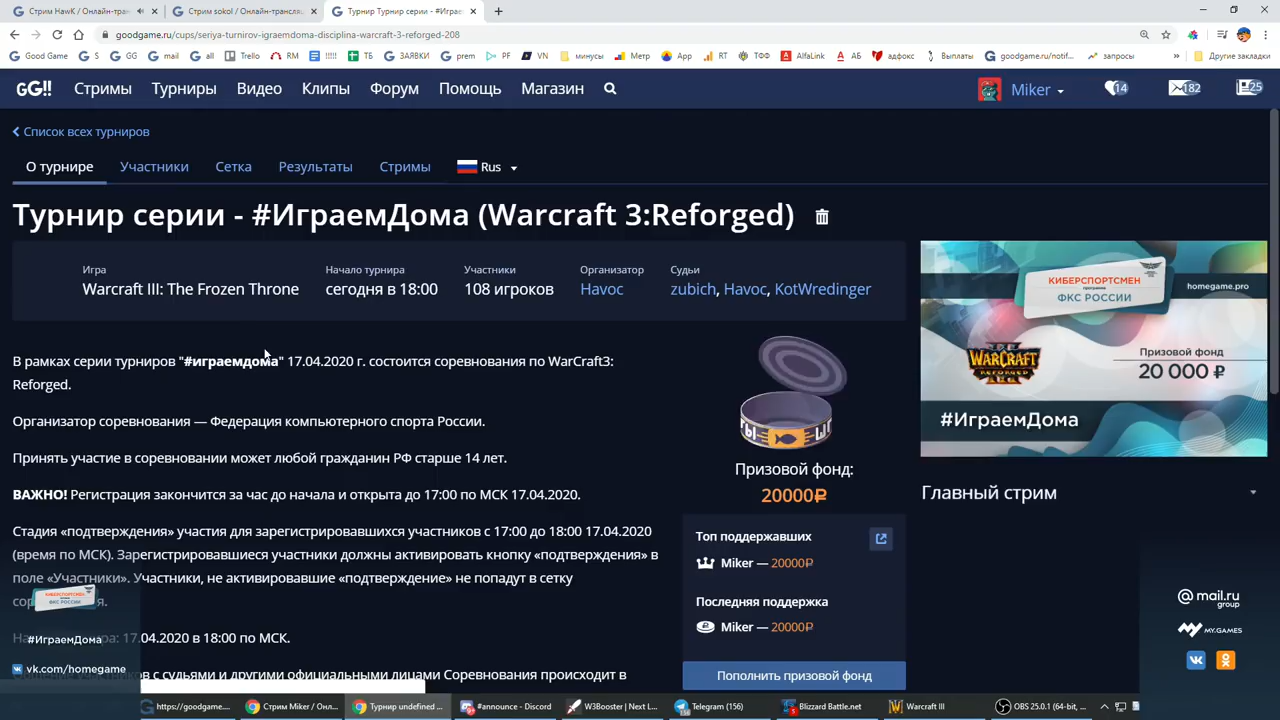 Стрим HawK / Онлайн-тран
Стрим sokol / Онлайн-трансля
Турнир Турнир серии - #Играе
goodgame.ru/cups/seriya-turnirov-igraemdoma-disciplina-warcraft-3-reforged-208
Good Game
S
GG
mail
all
Trello
RM
!!!!!
ТБ
ЗАЯВКИ
prem
PF
VN
минусы
Метр
App
RT
ТФФ
AlfaLink
АБ
адфокс
Выплаты
goodgame.ru/notif...
запросы
»
Другие закладки
GG!!
Стримы
Турниры
Видео
Клипы
Форум
Помощь
Магазин
Miker
14
182
25
Список всех турниров
О турнире
Участники
Сетка
Результаты
Стримы
Rus
Турнир серии - #ИграемДома (Warcraft 3:Reforged)
Игра
Warcraft III: The Frozen Throne
Начало турнира
сегодня в 18:00
Участники
108 игроков
Организатор
Havoc
Судьи
zubich, Havoc, KotWredinger
КИБЕРСПОРТСМЕН
ФКС РОССИИ
homegame.pro
WARCRAFT
REFORGED
III
Призовой фонд
20 000 ₽
#ИграемДома
Главный стрим
В рамках серии турниров "#играемдома" 17.04.2020 г. состоится соревнования по WarCraft3:
Reforged.
Организатор соревнования — Федерация компьютерного спорта России.
Принять участие в соревновании может любой гражданин РФ старше 14 лет.
ВАЖНО! Регистрация закончится за час до начала и открыта до 17:00 по МСК 17.04.2020.
Стадия «подтверждения» участия для зарегистрировавшихся участников с 17:00 до 18:00 17.04.2020
(время по МСК). Зарегистрировавшиеся участники должны активировать кнопку «подтверждения» в
поле «Участники». Участники, не активировавшие «подтверждение» не попадут в сетку
17.04.2020 в 18:00 по МСК.
с судьями и другими официальными лицами Соревнования происходит в
Призовой фонд:
20000₽
Топ поддержавших
Miker — 20000₽
Последняя поддержка
Miker — 20000₽
Пополнить призовой фонд
КИБЕРСПОРТСМЕН
ФКС РОССИИ
#ИграемДома
vk.com/homegame
@mail.ru
group
MY.GAMES
https://goodgame....
Стрим Miker / Онл...
Турнир undefined ...
#announce - Discord
W3Booster | Next L...
Telegram (156)
Blizzard Battle.net
Warcraft III
OBS 25.0.1 (64-bit, ...